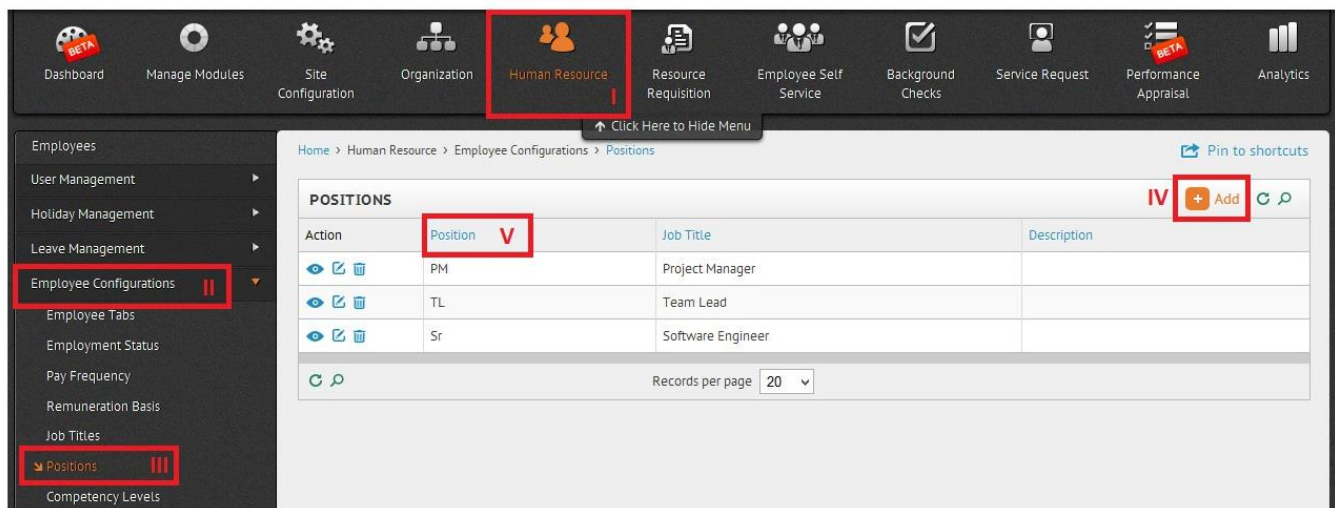 BETA
BETA
Dashboard
Manage Modules
Site
Configuration
Organization
Human Resource
I
Resource
Requisition
Employee Self
Service
Background
Checks
Service Request
Performance
Appraisal
Analytics
Click Here to Hide Menu
Employees
User Management
Holiday Management
Leave Management
Employee Configurations II
Employee Tabs
Employment Status
Pay Frequency
Remuneration Basis
Job Titles
Positions III
Competency Levels
Home > Human Resource > Employee Configurations > Positions
Pin to shortcuts
POSITIONS
IV + Add
Action Position V Job Title Description
PM Project Manager
TL Team Lead
Sr Software Engineer
Records per page 20